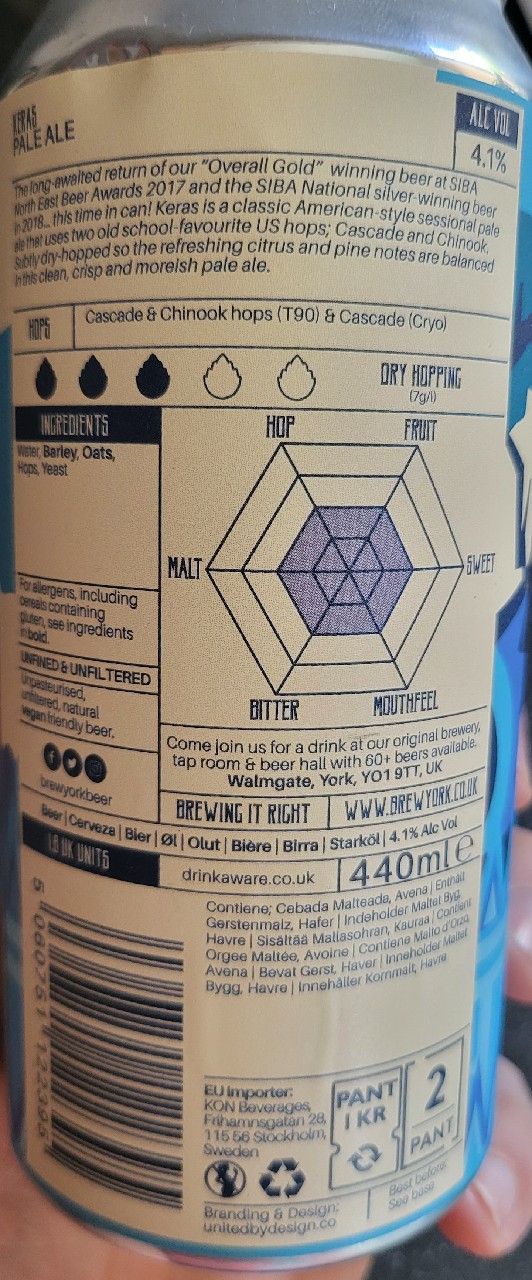 KERAS
PALE ALE
ALC VOL
4.1%
The long-awaited return of our "Overall Gold" winning beer at SIBA
North East Beer Awards 2017 and the SIBA National silver-winning beer
in 2018... this time in can! Keras is a classic American-style sessional pale
ale that uses two old school-favourite US hops; Cascade and Chinook.
Subtly dry-hopped so the refreshing citrus and pine notes are balanced
in this clean, crisp and moreish pale ale.
HOPS
Cascade & Chinook hops (T90) & Cascade (Cryo)
DRY HOPPING
(7g/l)
INGREDIENTS
Water, Barley, Oats,
Hops, Yeast
For allergens, including
cereals containing
gluten, see ingredients
in bold.
UNFINED & UNFILTERED
Unpasteurised,
unfiltered, natural
vegan friendly beer.
brewyorkbeer
HOP
FRUIT
MALT
SWEET
BITTER
MOUTHFEEL
Come join us for a drink at our original brewery,
tap room & beer hall with 60+ beers available.
Walmgate, York, YO1 9TT, UK
BREWING IT RIGHT
WWW.BREWYORK.CO.UK
Beer | Cerveza | Bier | Øl | Olut | Bière | Birra | Starköl | 4.1% Alc Vol
1.8 UK UNITS
drinkaware.co.uk
440ml e
Contiene; Cebada Malteada, Avena | Enthält
Gerstenmalz, Hafer | Indeholder Maltet Byg,
Havre | Sisältää Mallasohran, Kauraa | Contient
Orgee Maltée, Avoine | Contiene Malto d'Orzo,
Avena | Bevat Gerst, Haver | Inneholder Maltet
Bygg, Havre | Innehåller Kornmalt, Havre
5 060751 122395
EU Importer:
KON Beverages,
Frihamnsgatan 28,
115 56 Stockholm,
Sweden
PANT
1 KR
2
PANT
Branding & Design:
unitedbydesign.co
Best before:
See base